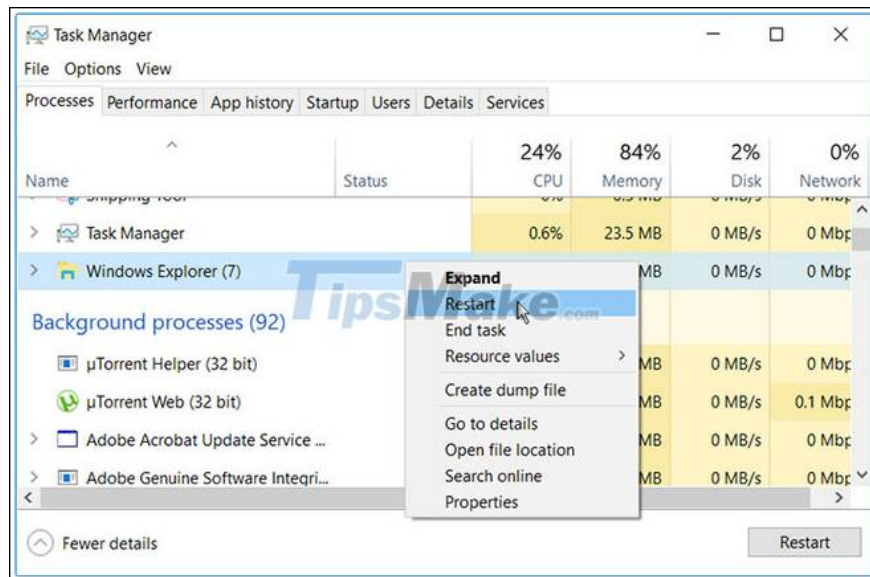 Task Manager
File Options View
Processes Performance App history Startup Users Details Services
24% 84% 2% 0%
Name Status CPU Memory Disk Network
Task Manager 0.6% 23.5 MB 0 MB/s 0 Mbp
Windows Explorer (7) MB 0 MB/s 0 Mbp
TipsMake.com
Expand
Restart
End task
Resource values
Create dump file
Go to details
Open file location
Search online
Properties
Background processes (92)
µTorrent Helper (32 bit) MB 0 MB/s 0 Mbp
µTorrent Web (32 bit) MB 0 MB/s 0.1 Mbp
Adobe Acrobat Update Service ... MB 0 MB/s 0 Mbp
Adobe Genuine Software Integri... MB 0 MB/s 0 Mbp
Fewer details
Restart